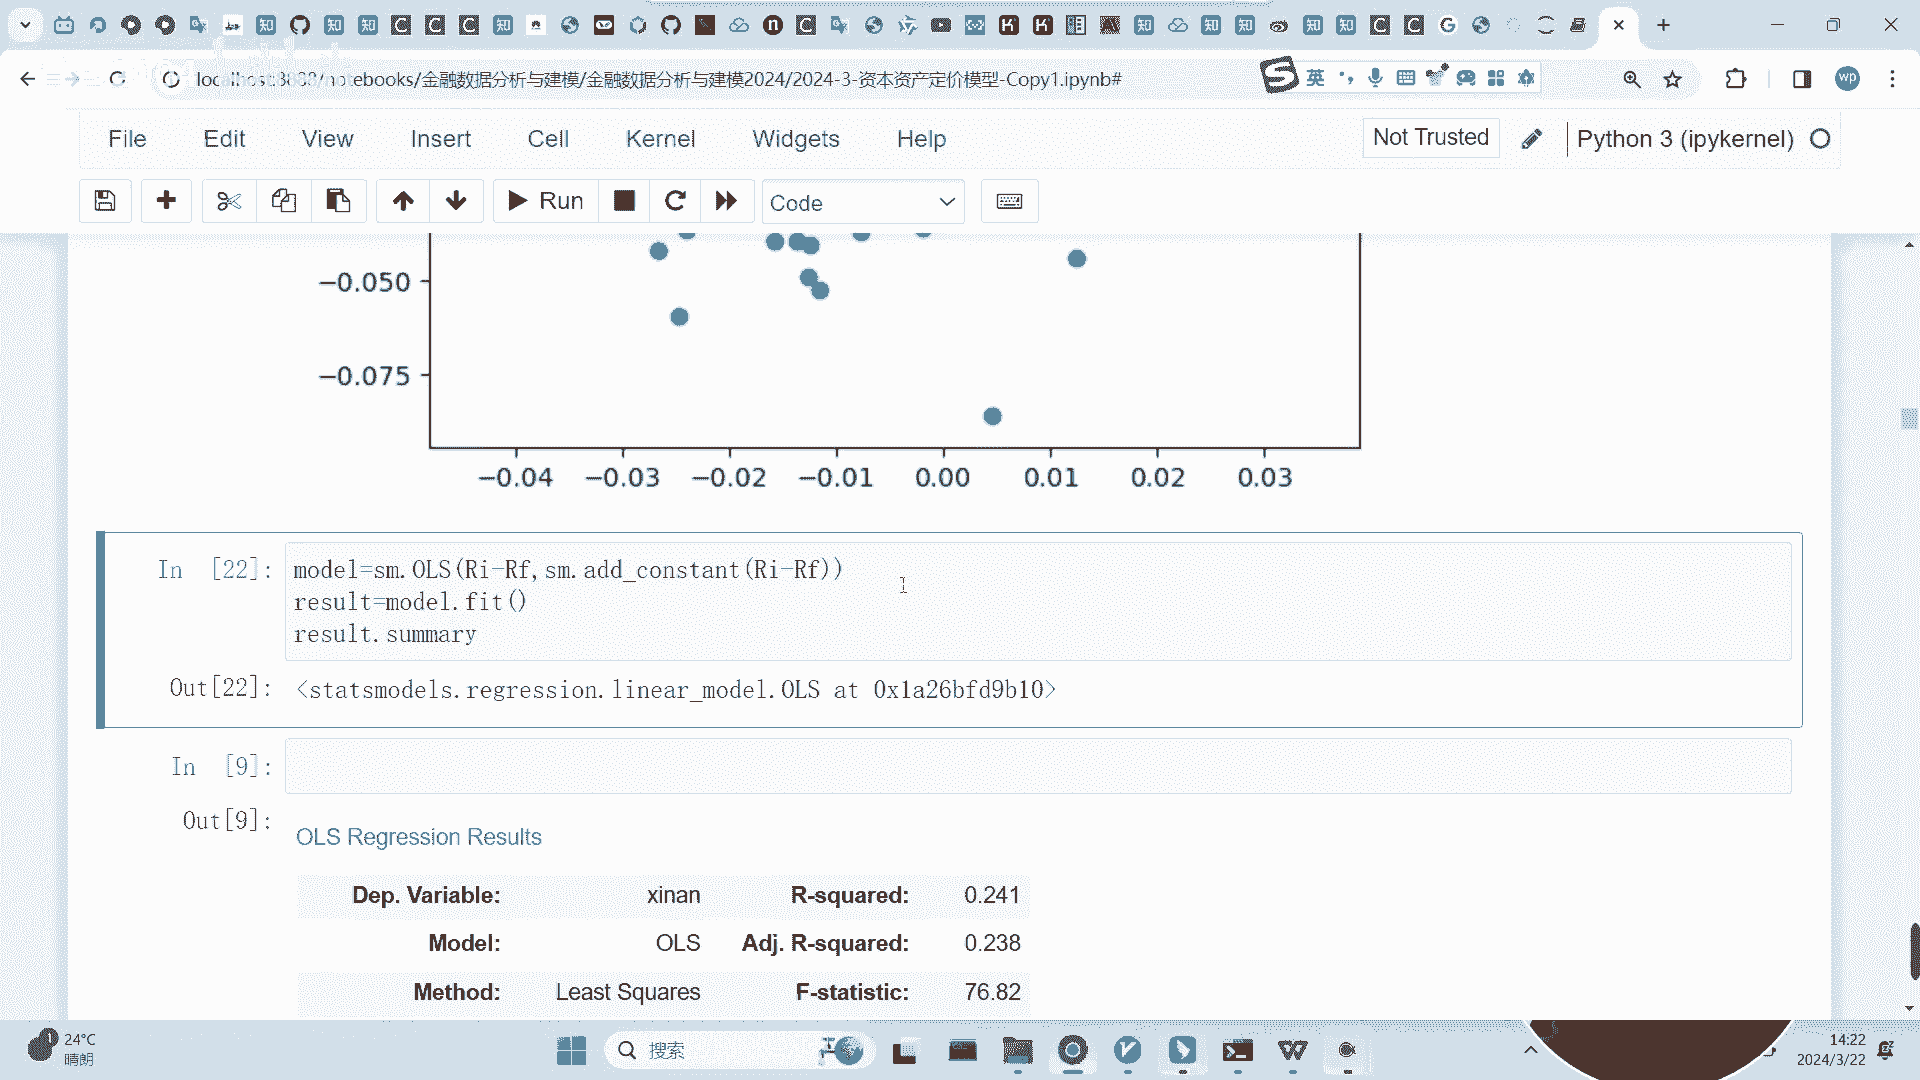 localhost:8888/notebooks/金融数据分析与建模/金融数据分析与建模2024/2024-3-资本资产定价模型-Copy1.ipynb#
英
wp
File Edit View Insert Cell Kernel Widgets Help
Not Trusted
Python 3 (ipykernel)
Run
Code
−0.050
−0.075
−0.04 −0.03 −0.02 −0.01 0.00 0.01 0.02 0.03
In [22]:
model=sm.OLS(Ri-Rf,sm.add_constant(Ri-Rf))
result=model.fit()
result.summary
Out[22]: <statsmodels.regression.linear_model.OLS at 0x1a26bfd9b10>
In [9]:
Out[9]:
OLS Regression Results
Dep. Variable: xinan R-squared: 0.241
Model: OLS Adj. R-squared: 0.238
Method: Least Squares F-statistic: 76.82
24°C
晴朗
搜索
14:22
2024/3/22